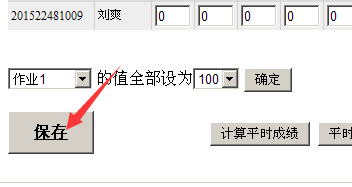 201522481009 刘爽 0 0 0 0
作业1 的值全部设为 100 确定
保存 计算平时成绩 平时